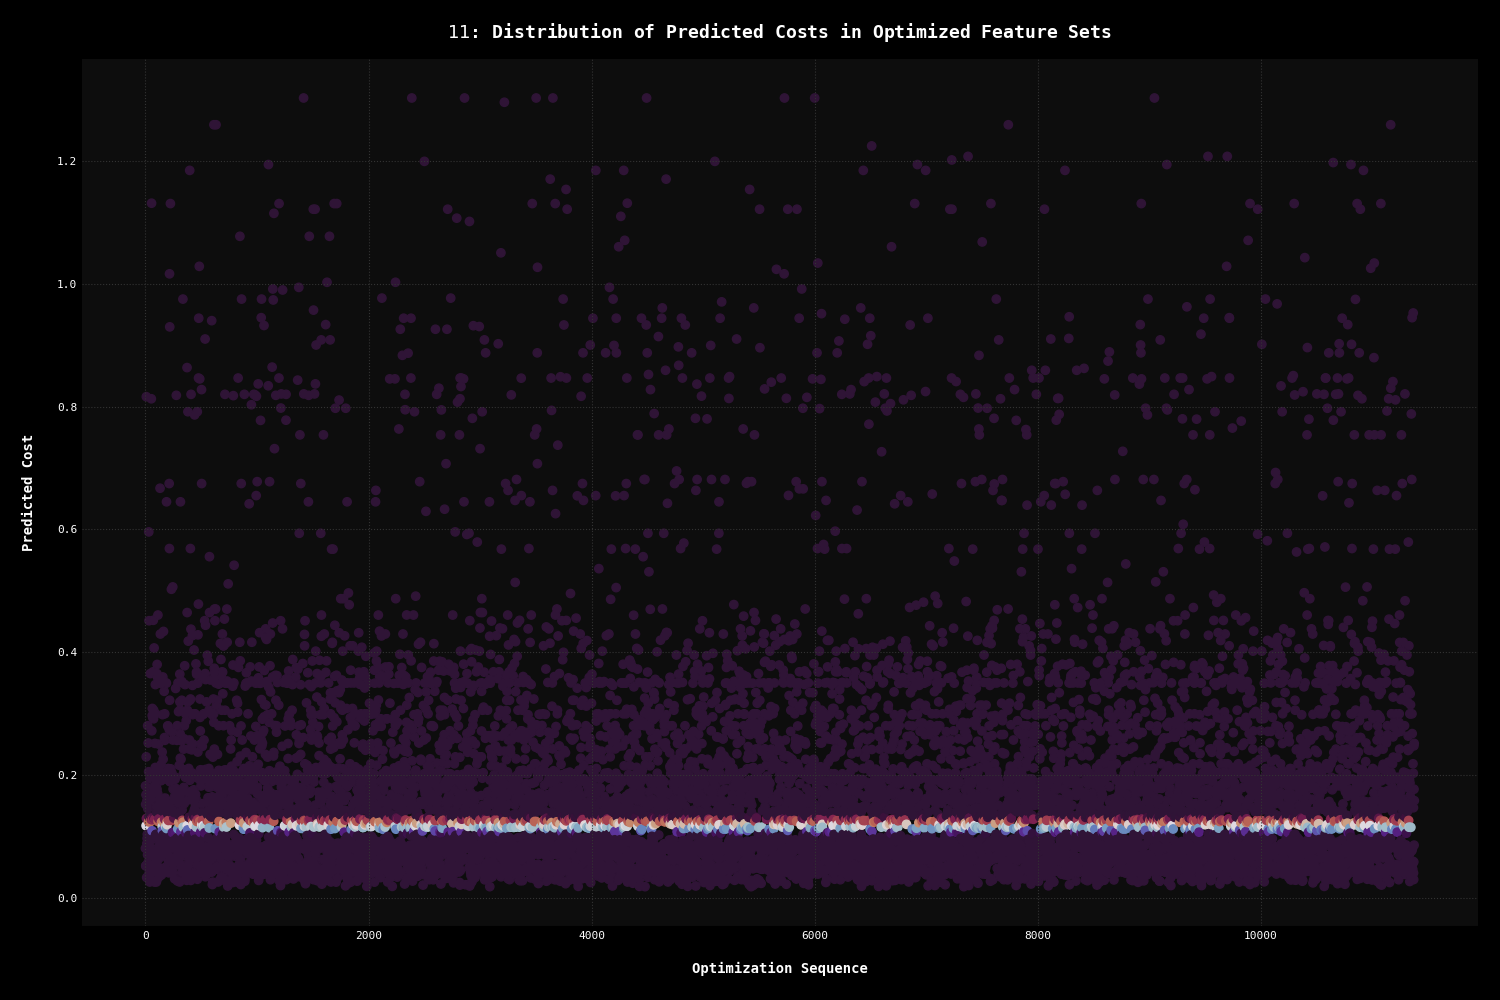 11: Distribution of Predicted Costs in Optimized Feature Sets
Predicted Cost
1.2
1.0
0.8
0.6
0.4
0.2
0.0
0 2000 4000 6000 8000 10000
Optimization Sequence